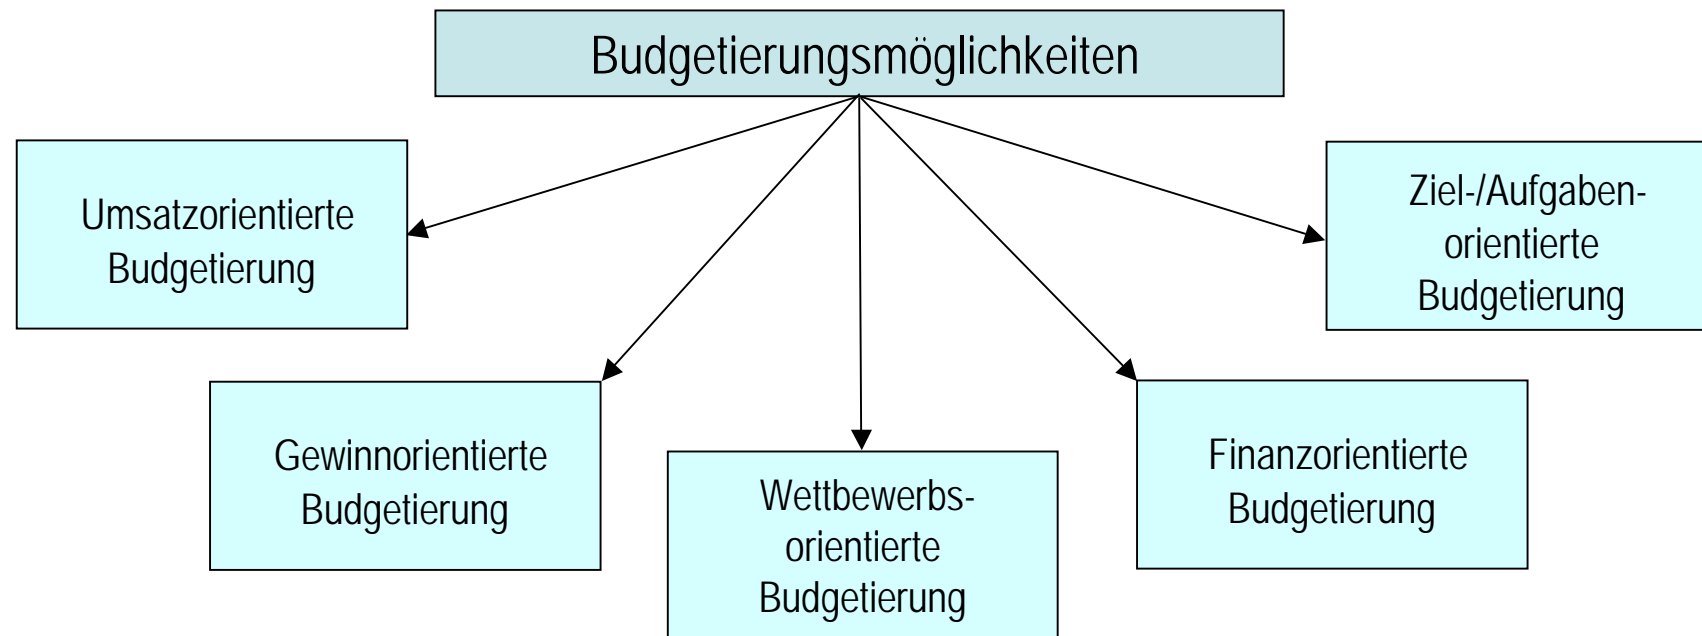 Budgetierungsmöglichkeiten
Umsatzorientierte
Budgetierung
Gewinnorientierte
Budgetierung
Wettbewerbs-
orientierte
Budgetierung
Finanzorientierte
Budgetierung
Ziel-/Aufgaben-
orientierte
Budgetierung